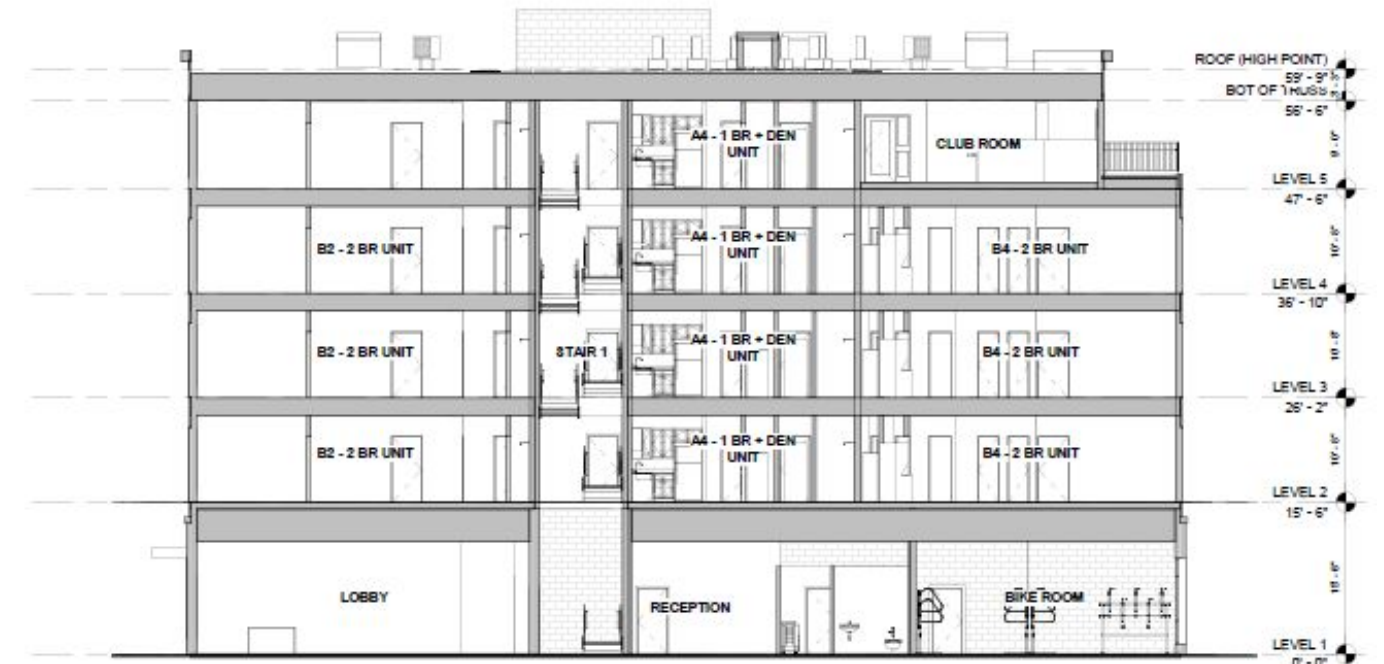 ROOF (HIGH POINT)
59' - 9"
BOT OF TRUSS
56' - 6"
A4 - 1 BR + DEN
UNIT
CLUB ROOM
LEVEL 5
47' - 6"
B2 - 2 BR UNIT
A4 - 1 BR + DEN
UNIT
B4 - 2 BR UNIT
LEVEL 4
36' - 10"
B2 - 2 BR UNIT
STAIR 1
A4 - 1 BR + DEN
UNIT
B4 - 2 BR UNIT
LEVEL 3
26' - 2"
B2 - 2 BR UNIT
A4 - 1 BR + DEN
UNIT
B4 - 2 BR UNIT
LEVEL 2
15' - 6"
LOBBY
RECEPTION
BIKE ROOM
LEVEL 1